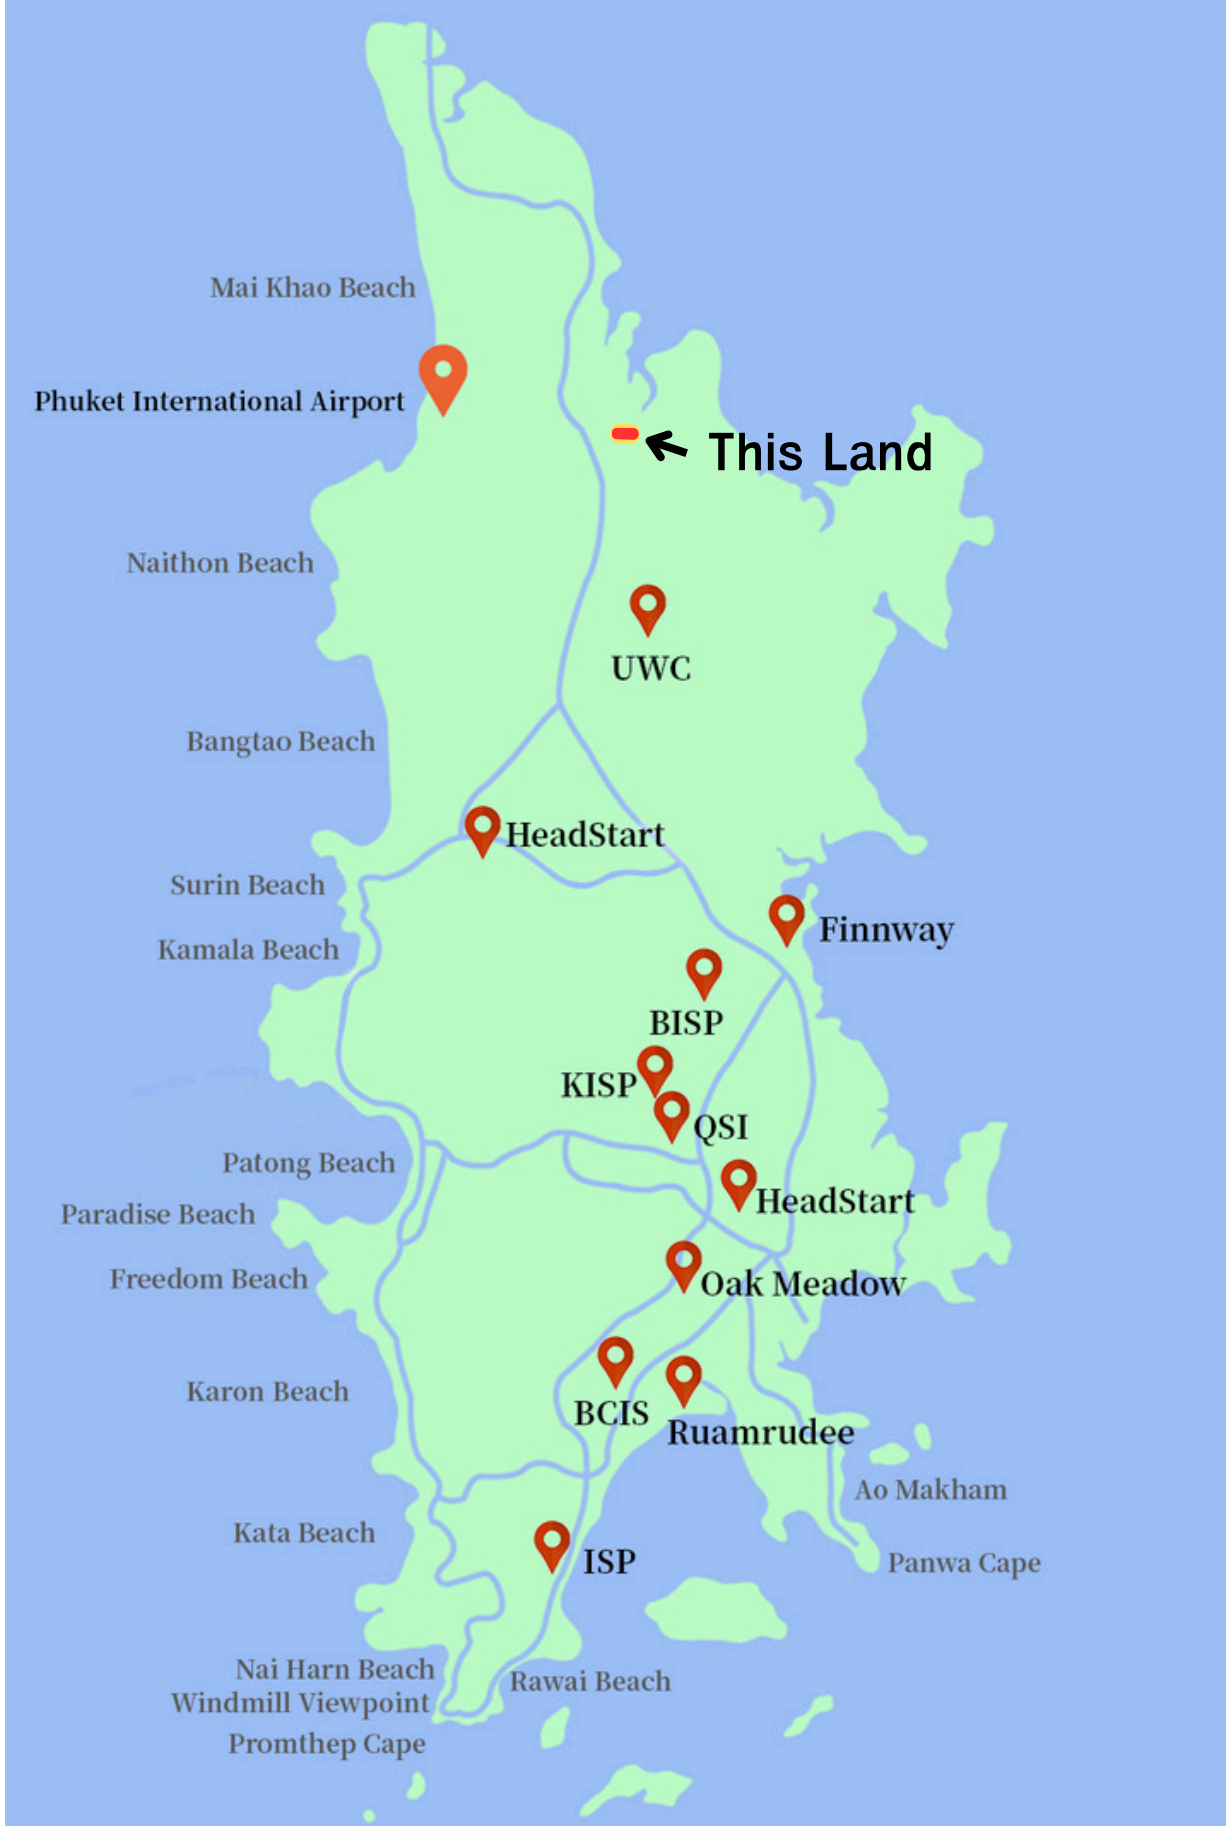 Mai Khao Beach
Phuket International Airport
This Land
Naithon Beach
UWC
Bangtao Beach
HeadStart
Surin Beach
Finnway
Kamala Beach
BISP
KISP
QSI
Patong Beach
HeadStart
Paradise Beach
Freedom Beach
Oak Meadow
Karon Beach
BCIS
Ruamrudee
Ao Makham
Kata Beach
ISP
Panwa Cape
Nai Harn Beach
Rawai Beach
Windmill Viewpoint
Promthep Cape